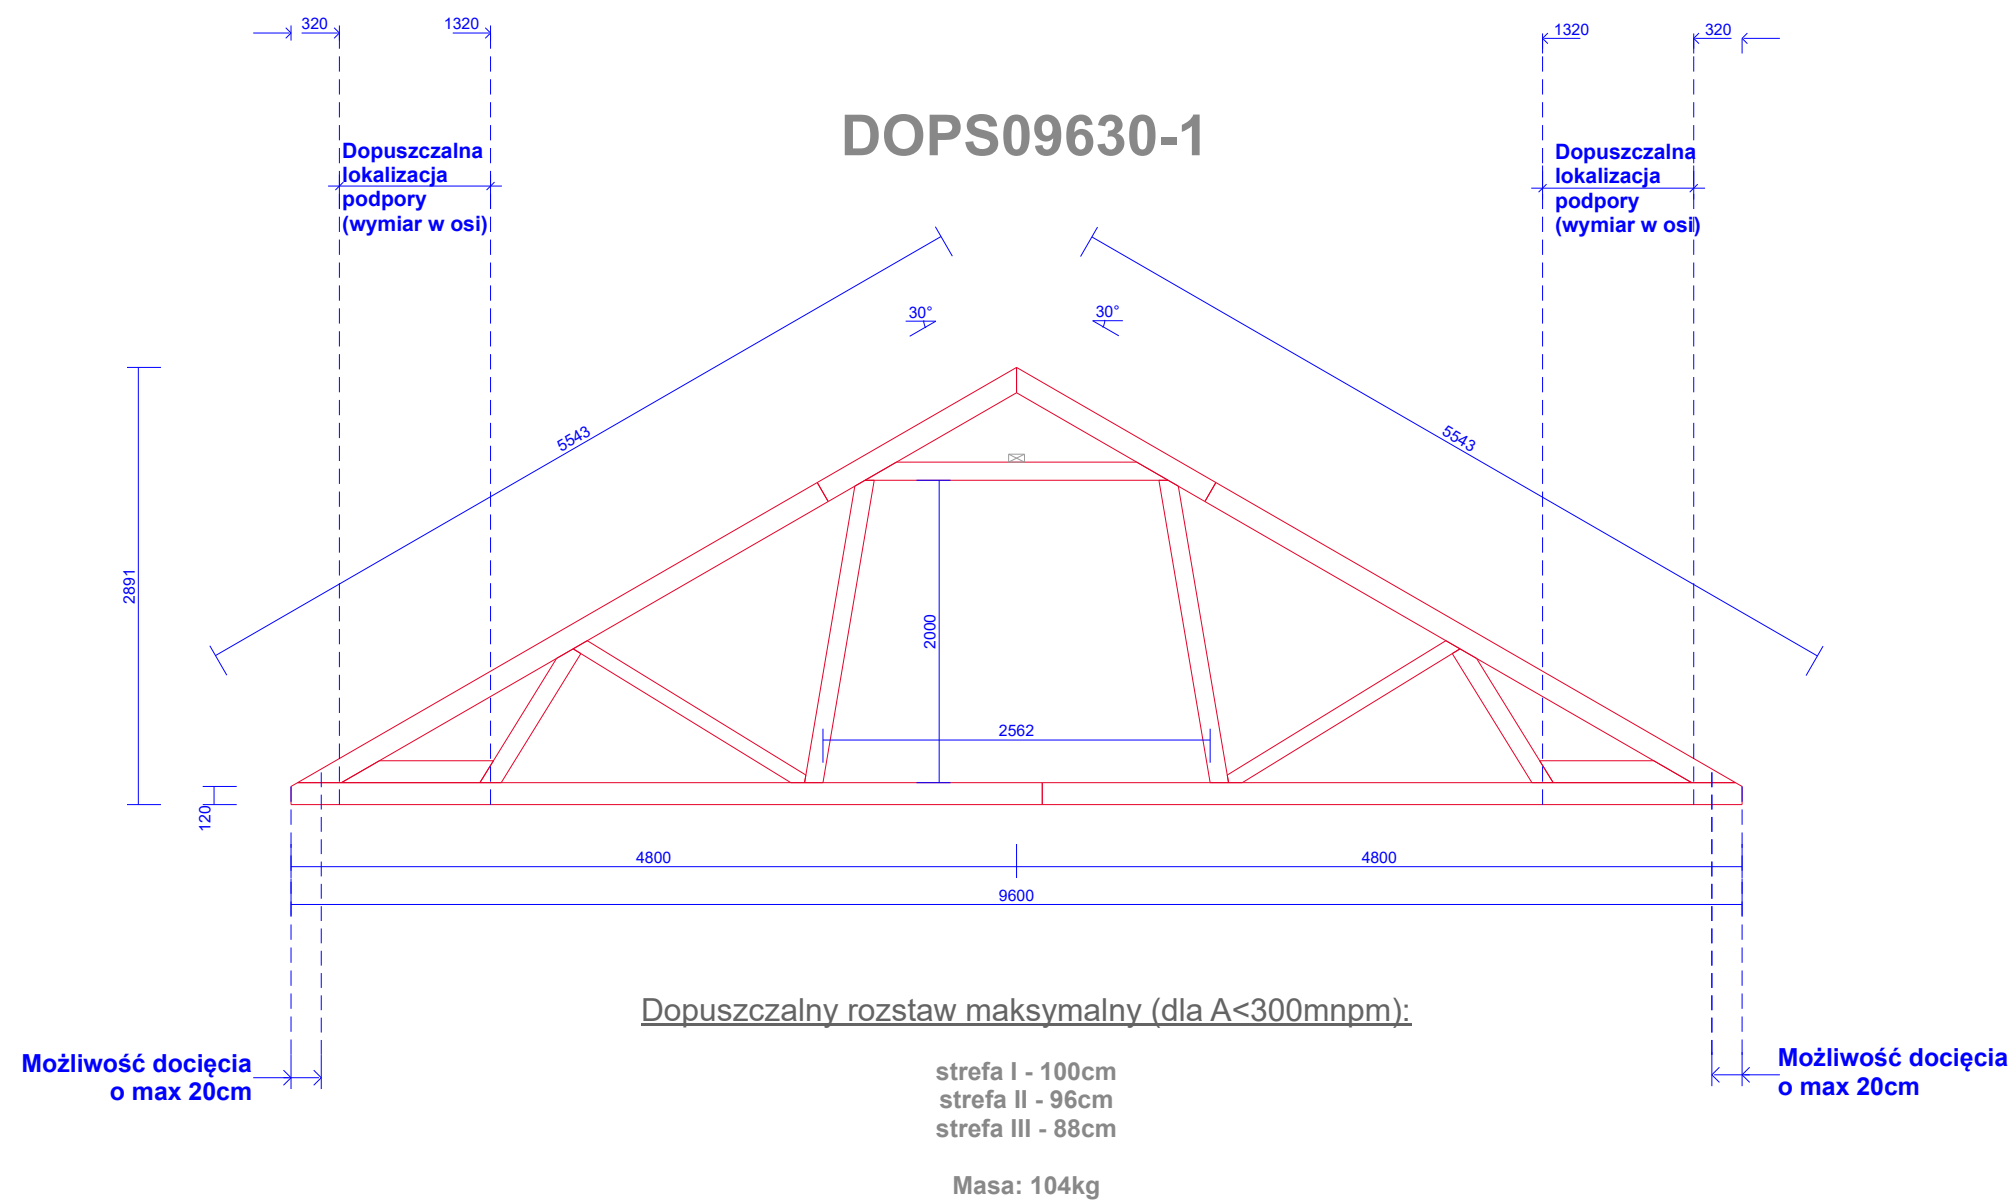 320
1320
1320
320
DOPS09630-1
Dopuszczalna
lokalizacja
podpory
(wymiar w osi)
Dopuszczalna
lokalizacja
podpory
(wymiar w osi)
30°
30°
5543
5543
2891
2000
2562
120
4800
4800
9600
Dopuszczalny rozstaw maksymalny (dla A<300mnpm):
Możliwość docięcia
o max 20cm
Możliwość docięcia
o max 20cm
strefa I - 100cm
strefa II - 96cm
strefa III - 88cm
Masa: 104kg